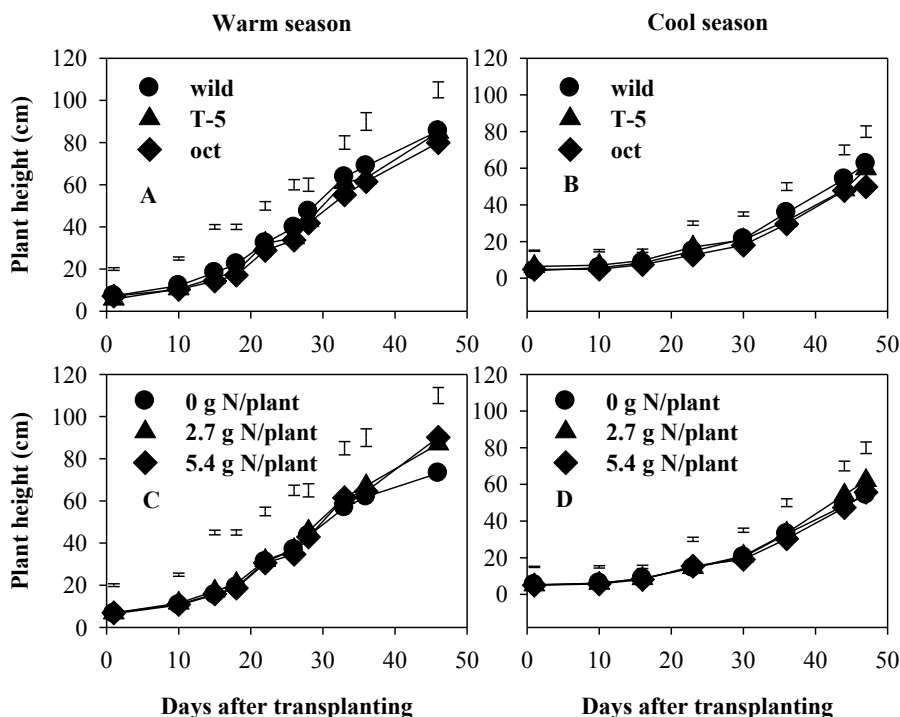 Warm season
Cool season
120
100
80
60
40
20
0
Plant height (cm)
wild
T-5
oct
A
0 10 20 30 40 50
120
100
80
60
40
20
0
wild
T-5
oct
B
0 10 20 30 40 50
120
100
80
60
40
20
0
Plant height (cm)
0 g N/plant
2.7 g N/plant
5.4 g N/plant
C
0 10 20 30 40 50
Days after transplanting
120
100
80
60
40
20
0
0 g N/plant
2.7 g N/plant
5.4 g N/plant
D
0 10 20 30 40 50
Days after transplanting